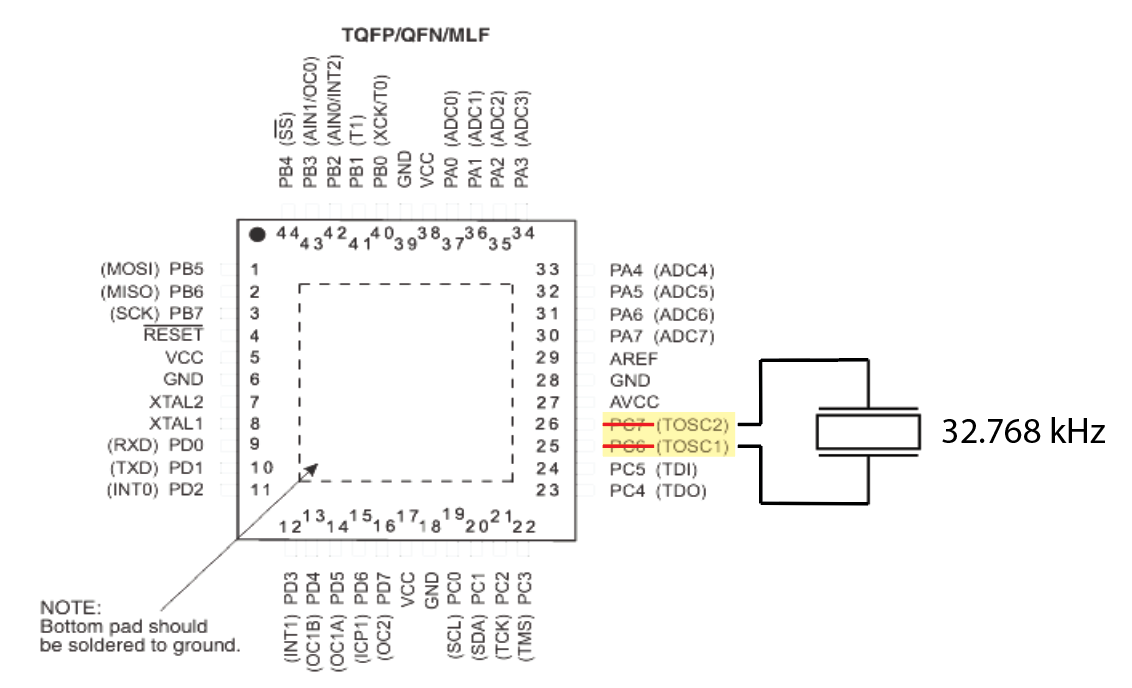 TQFP/QFN/MLF
PB4 (SS)
PB3 (AIN1/OC0)
PB2 (AIN0/INT2)
PB1 (T1)
PB0 (XCK/T0)
GND
VCC
PA0 (ADC0)
PA1 (ADC1)
PA2 (ADC2)
PA3 (ADC3)
44 43 42 41 40 39 38 37 36 35 34
(MOSI) PB5 1
(MISO) PB6 2
(SCK) PB7 3
RESET 4
VCC 5
GND 6
XTAL2 7
XTAL1 8
(RXD) PD0 9
(TXD) PD1 10
(INT0) PD2 11
33 PA4 (ADC4)
32 PA5 (ADC5)
31 PA6 (ADC6)
30 PA7 (ADC7)
29 AREF
28 GND
27 AVCC
26 PC7 (TOSC2)
25 PC6 (TOSC1)
24 PC5 (TDI)
23 PC4 (TDO)
32.768 kHz
12 13 14 15 16 17 18 19 20 21 22
(INT1) PD3
(OC1B) PD4
(OC1A) PD5
(ICP1) PD6
(OC2) PD7
VCC
GND
(SCL) PC0
(SDA) PC1
(TCK) PC2
(TMS) PC3
NOTE:
Bottom pad should
be soldered to ground.